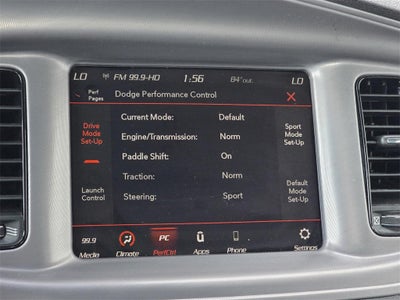 LO FM 99.9-HD 1:56 84°out. LO
Perf
Pages
Dodge Performance Control
Current Mode: Default
Drive
Mode
Set-Up
Engine/Transmission: Norm
Sport
Mode
Set-Up
Paddle Shift: On
Traction: Norm
Launch
Control
Steering: Sport
Default
Mode
Set-Up
99.9 PC ū
Media Climate PerfCtrl Apps Phone Settings